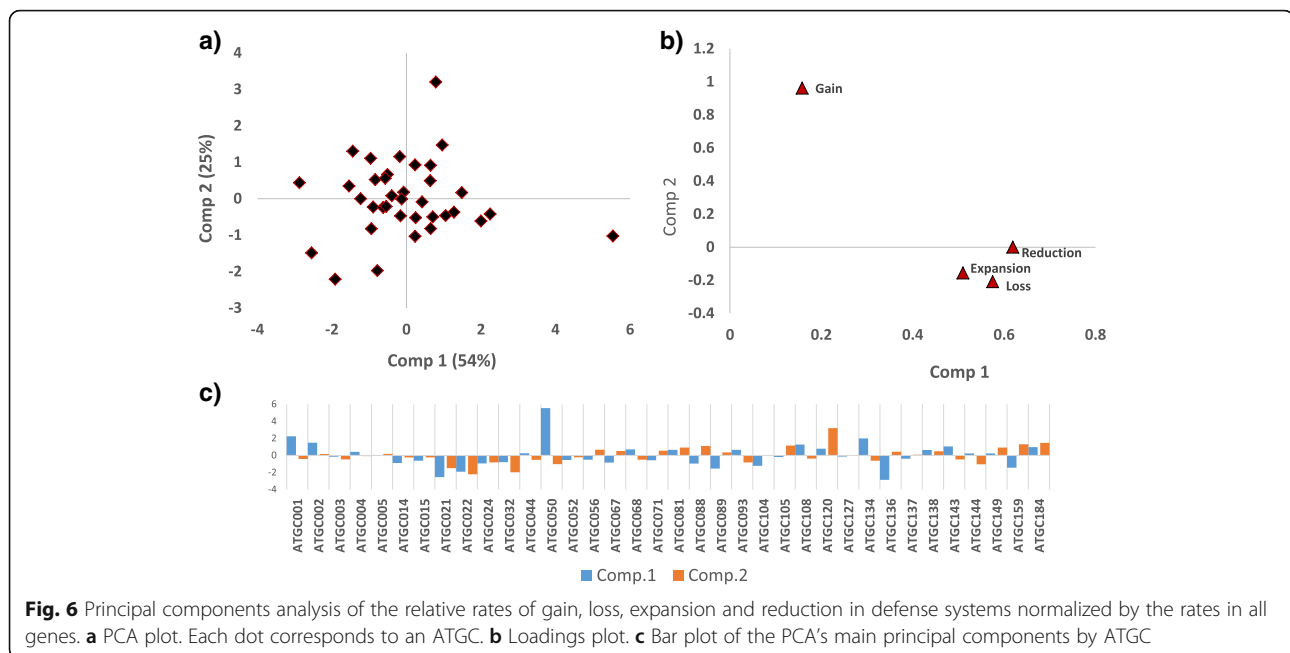 a)
4
3
2
1
0
-1
-2
-3
-4
-2
0
2
4
6
Comp 2 (25%)
Comp 1 (54%)
b)
1.2
1
0.8
0.6
0.4
0.2
0
-0.2
-0.4
0
0.2
0.4
0.6
0.8
Comp 2
Comp 1
Gain
Reduction
Expansion
Loss
c)
6
4
2
0
-2
-4
ATGC001
ATGC002
ATGC003
ATGC004
ATGC005
ATGC014
ATGC015
ATGC021
ATGC022
ATGC024
ATGC032
ATGC044
ATGC050
ATGC052
ATGC056
ATGC067
ATGC068
ATGC071
ATGC081
ATGC088
ATGC089
ATGC093
ATGC104
ATGC105
ATGC108
ATGC120
ATGC127
ATGC134
ATGC136
ATGC137
ATGC138
ATGC143
ATGC144
ATGC149
ATGC159
ATGC184
Comp.1 Comp.2
Fig. 6 Principal components analysis of the relative rates of gain, loss, expansion and reduction in defense systems normalized by the rates in all
genes. a PCA plot. Each dot corresponds to an ATGC. b Loadings plot. c Bar plot of the PCA's main principal components by ATGC